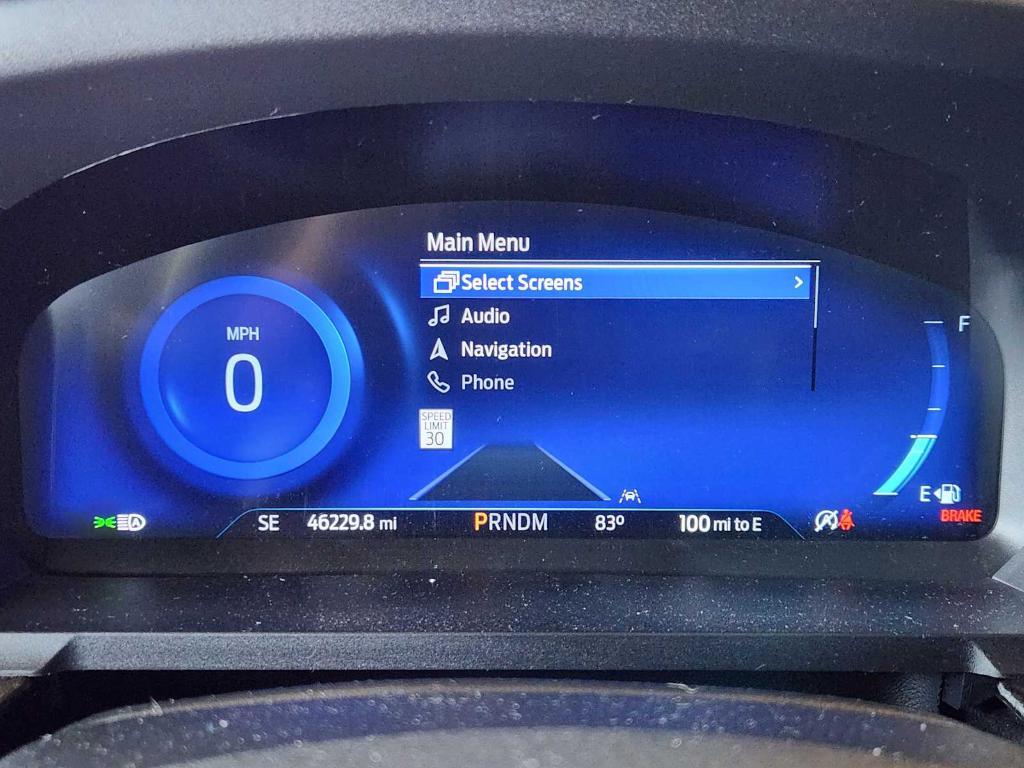 Main Menu
Select Screens
Audio
Navigation
Phone
MPH
0
SPEED
LIMIT
30
F
E
SE 46229.8 mi PRNDM 83º 100 mi to E
A
A
BRAKE